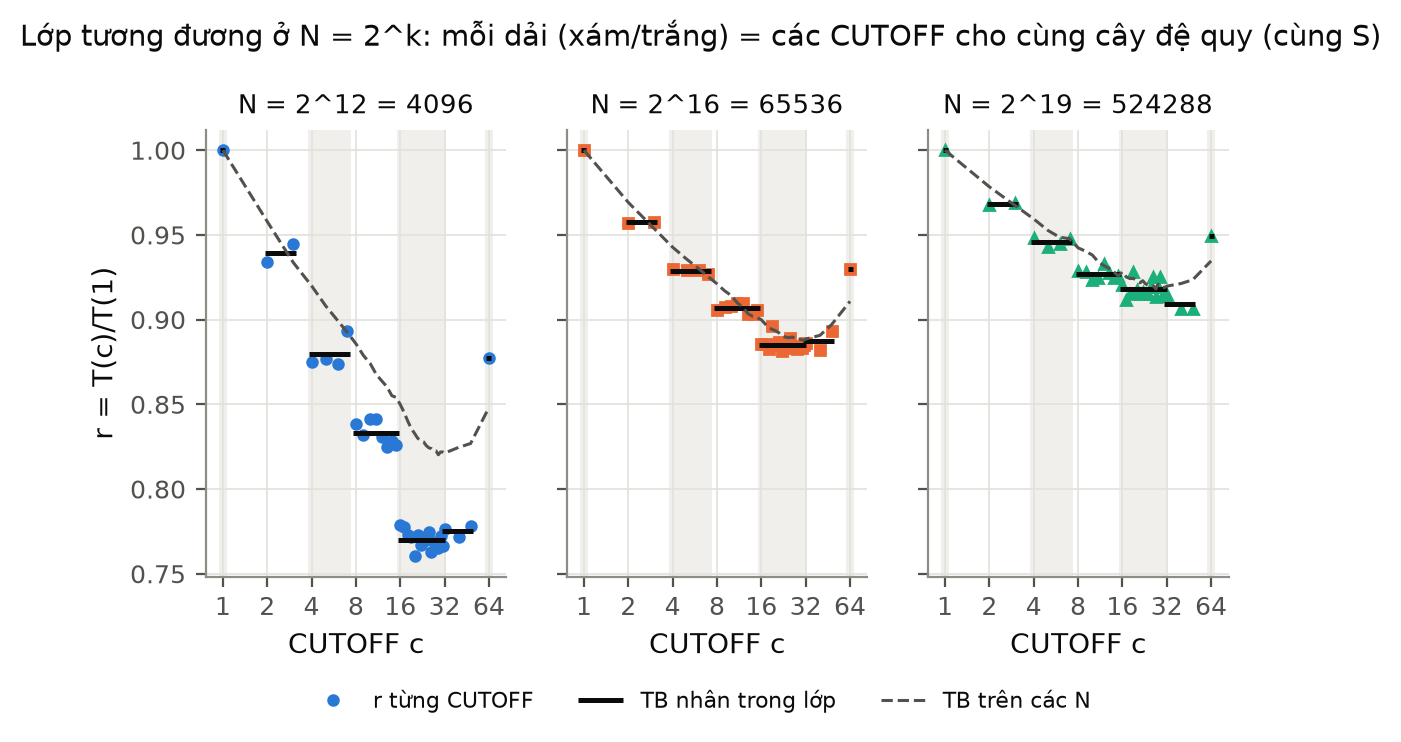 Lớp tương đương ở N = 2^k: mỗi dải (xám/trắng) = các CUTOFF cho cùng cây đệ quy (cùng S)
N = 2^12 = 4096
N = 2^16 = 65536
N = 2^19 = 524288
r = T(c)/T(1)
1.00
0.95
0.90
0.85
0.80
0.75
1 2 4 8 16 32 64
1 2 4 8 16 32 64
1 2 4 8 16 32 64
CUTOFF c
CUTOFF c
CUTOFF c
r từng CUTOFF
TB nhân trong lớp
TB trên các N